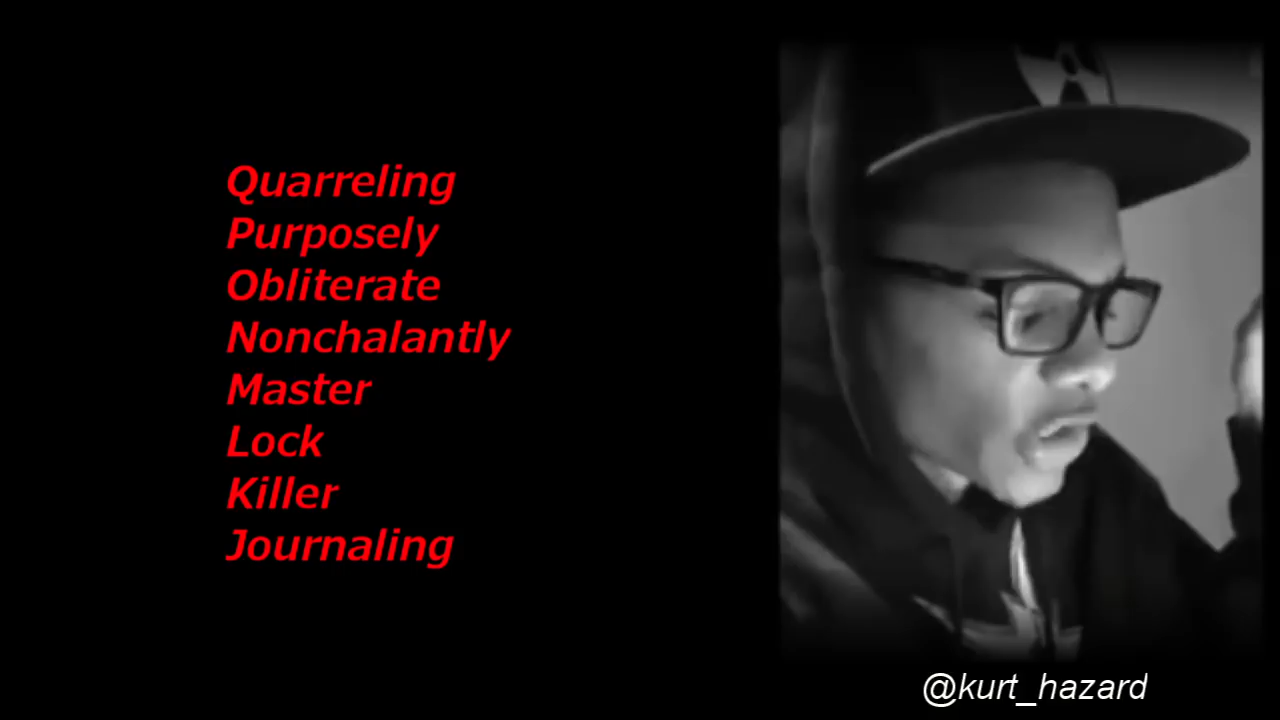 Quarreling
Purposely
Obliterate
Nonchalantly
Master
Lock
Killer
Journaling
@kurt_hazard